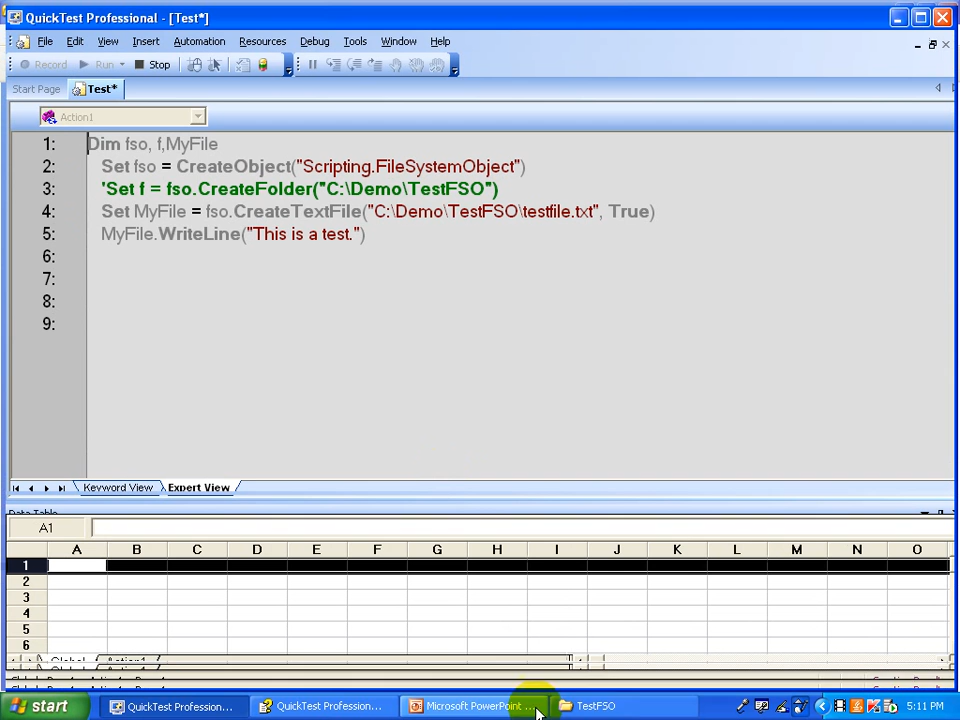 QuickTest Professional - [Test*]
File Edit View Insert Automation Resources Debug Tools Window Help
Record Run Stop
Start Page Test*
Action1
1: Dim fso, f,MyFile
2: Set fso = CreateObject("Scripting.FileSystemObject")
3: 'Set f = fso.CreateFolder("C:\Demo\TestFSO")
4: Set MyFile = fso.CreateTextFile("C:\Demo\TestFSO\testfile.txt", True)
5: MyFile.WriteLine("This is a test.")
6:
7:
8:
9:
Keyword View Expert View
Data Table
A1
A B C D E F G H I J K L M N O
1
2
3
4
5
6
Global Action1
start QuickTest Profession... QuickTest Profession... Microsoft PowerPoint ... TestFSO 5:11 PM